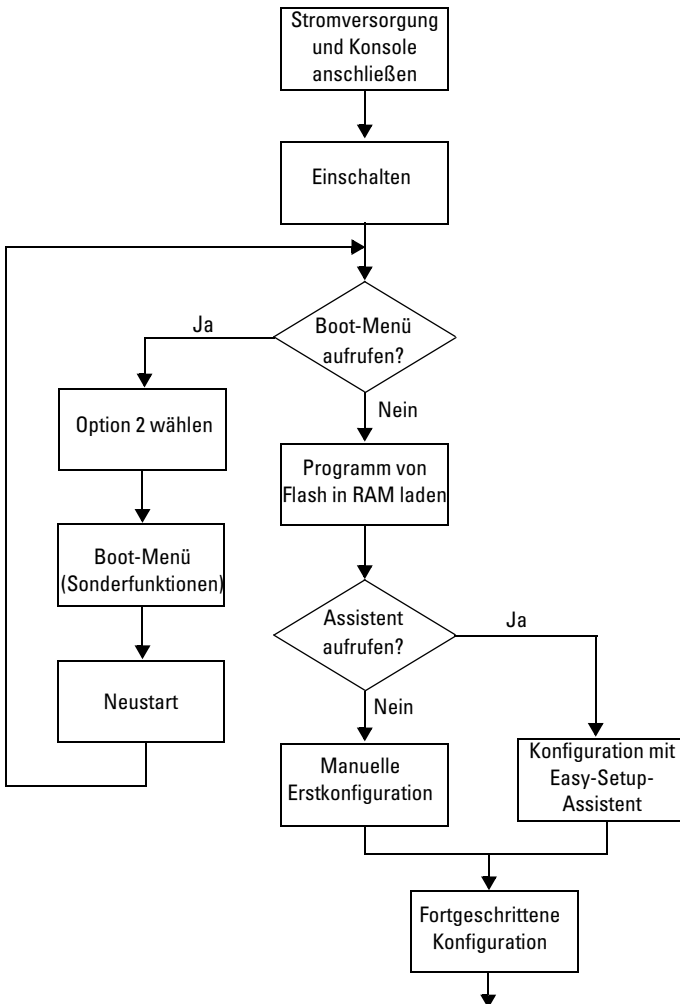 Stromversorgung
und Konsole
anschließen
Einschalten
Boot-Menü
aufrufen?
Ja
Nein
Option 2 wählen
Programm von
Flash in RAM laden
Boot-Menü
(Sonderfunktionen)
Assistent
aufrufen?
Ja
Neustart
Nein
Manuelle
Erstkonfiguration
Konfiguration mit
Easy-Setup-
Assistent
Fortgeschrittene
Konfiguration